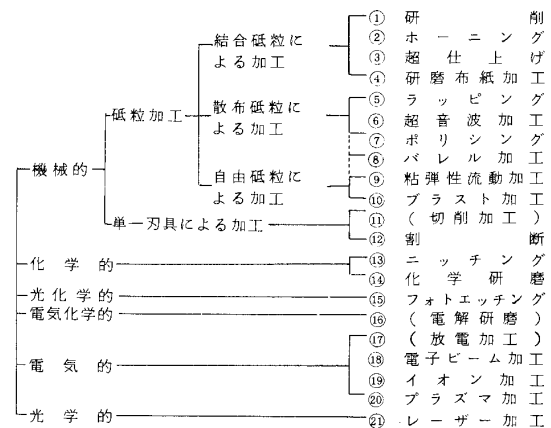 機械的
砥粒加工
結合砥粒に
よる加工
① 研削
② ホーニング
③ 超仕上げ
④ 研磨布紙加工
散布砥粒に
よる加工
⑤ ラッピング
⑥ 超音波加工
⑦ ポリシング
⑧ バレル加工
自由砥粒に
よる加工
⑨ 粘弾性流動加工
⑩ ブラスト加工
単一刃具による加工
⑪ (切削加工)
⑫ 割断
化学的
⑬ ニッチング
⑭ 化学研磨
光化学的
⑮ フォトエッチング
電気化学的
⑯ (電解研磨)
電気的
⑰ (放電加工)
⑱ 電子ビーム加工
⑲ イオン加工
⑳ プラズマ加工
光学的
㉑ レーザー加工